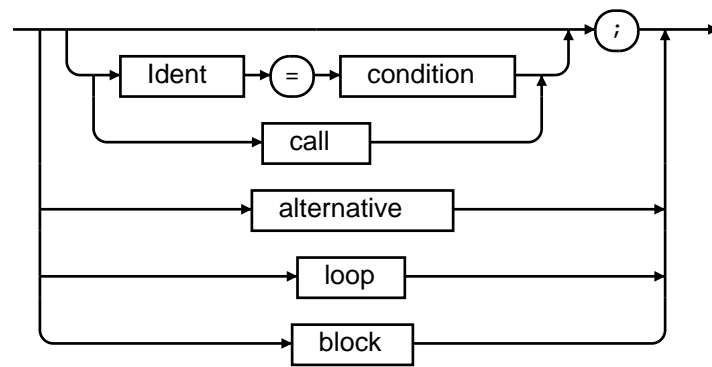 ;
Ident = condition
call
alternative
loop
block